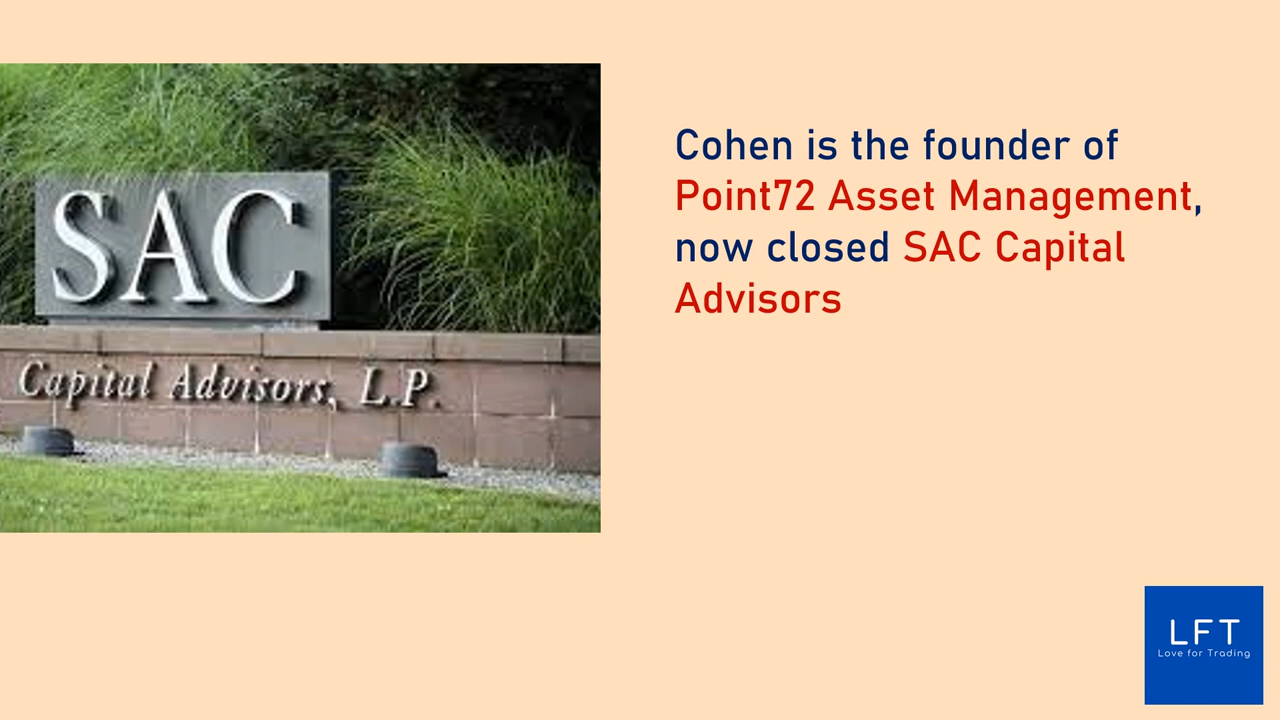 SAC
Capital Advisors, L.P.
Cohen is the founder of
Point72 Asset Management,
now closed SAC Capital
Advisors
LFT
Love for Trading